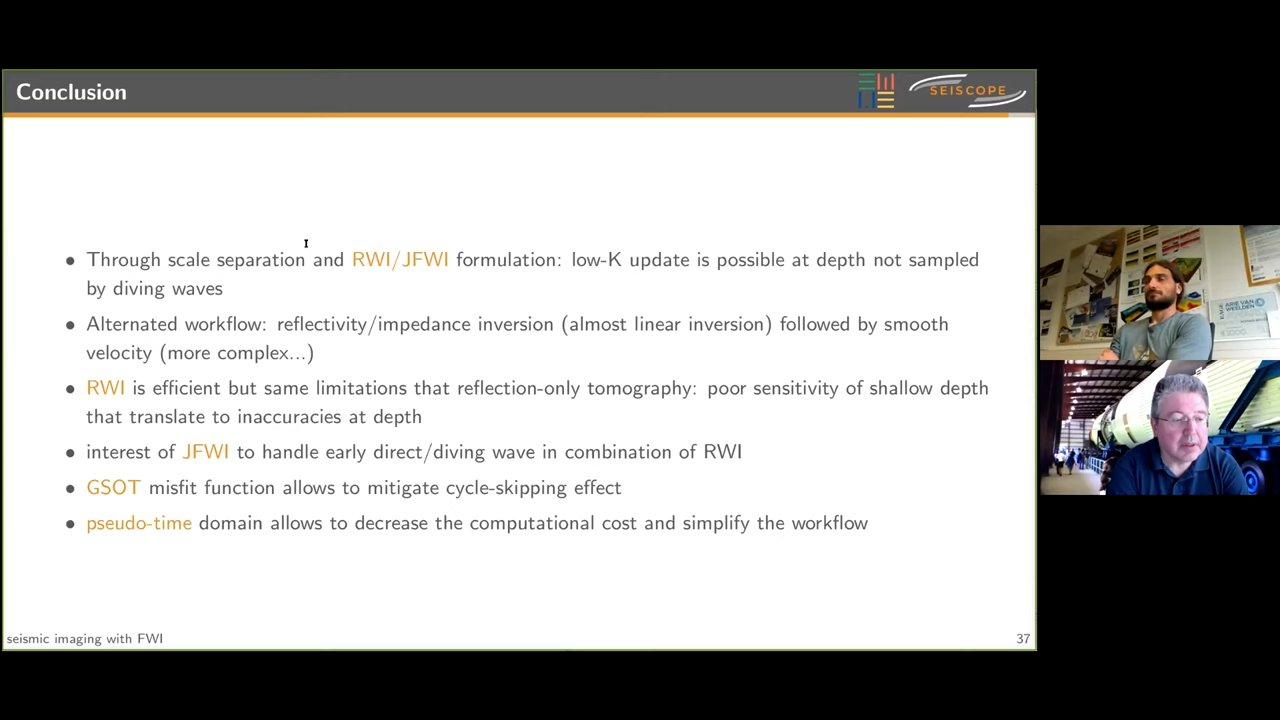 Conclusion
SEISCOPE
• Through scale separation and RWI/JFWI formulation: low-K update is possible at depth not sampled
by diving waves
• Alternated workflow: reflectivity/impedance inversion (almost linear inversion) followed by smooth
velocity (more complex...)
• RWI is efficient but same limitations that reflection-only tomography: poor sensitivity of shallow depth
that translate to inaccuracies at depth
• interest of JFWI to handle early direct/diving wave in combination of RWI
• GSOT misfit function allows to mitigate cycle-skipping effect
• pseudo-time domain allows to decrease the computational cost and simplify the workflow
seismic imaging with FWI
37
ARIE VAN
WEELDEN